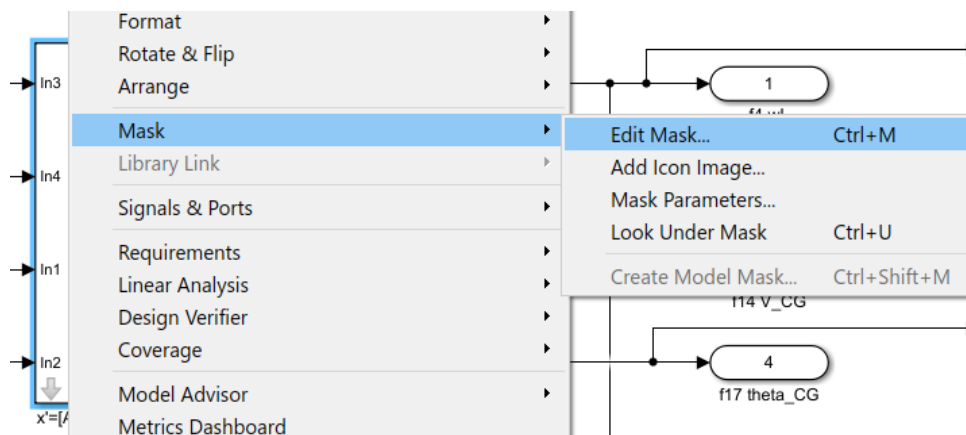 Format
Rotate & Flip
Arrange
Mask
Library Link
Signals & Ports
Requirements
Linear Analysis
Design Verifier
Coverage
Model Advisor
Metrics Dashboard
Edit Mask... Ctrl+M
Add Icon Image...
Mask Parameters...
Look Under Mask Ctrl+U
Create Model Mask... Ctrl+Shift+M
In3
In4
In1
In2
x'=[A
1
f14 V_CG
4
f17 theta_CG